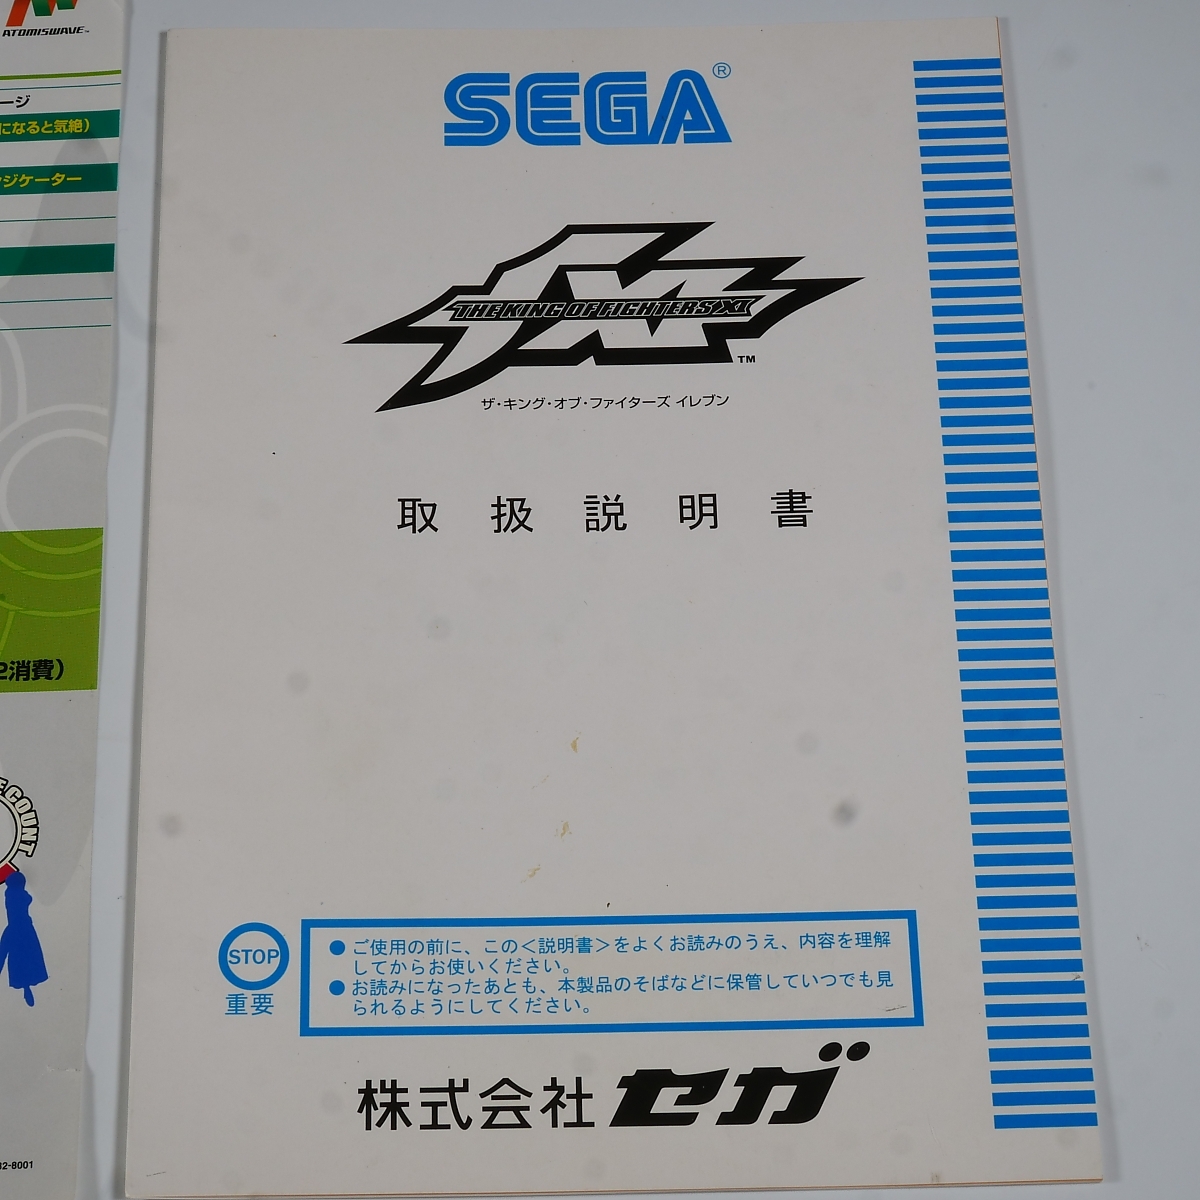 ATOMISWAVE™
ージ
になると気絶）
ジケーター
2消費）
COUNT
32-8001
SEGA®
THE KING OF FIGHTERS XI
™
ザ・キング・オブ・ファイターズ イレブン
取扱説明書
STOP
重要
●ご使用の前に、この＜説明書＞をよくお読みのうえ、内容を理解
してからお使いください。
●お読みになったあとも、本製品のそばなどに保管していつでも見
られるようにしてください。
株式会社 セガ